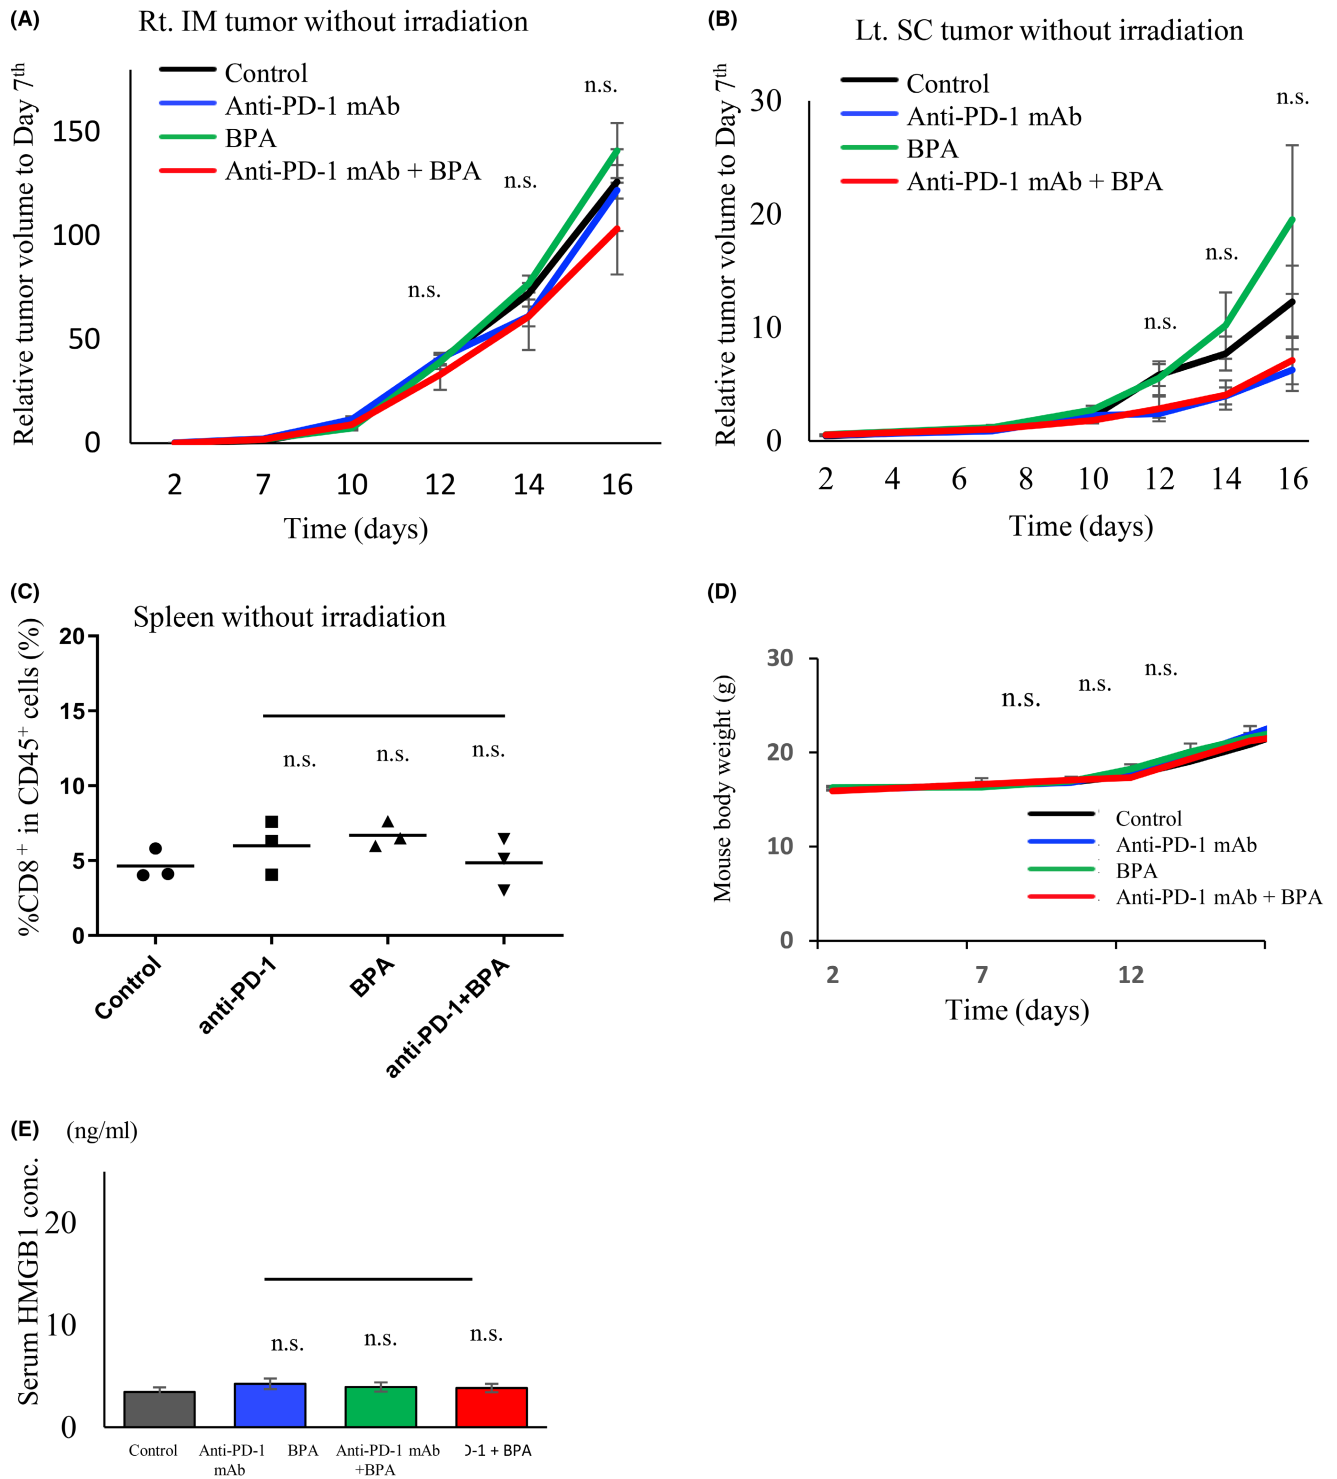 (A)
Rt. IM tumor without irradiation
Relative tumor volume to Day 7th
Control
Anti-PD-1 mAb
BPA
Anti-PD-1 mAb + BPA
n.s.
n.s.
n.s.
150
100
50
0
2 7 10 12 14 16
Time (days)
(B)
Lt. SC tumor without irradiation
Relative tumor volume to Day 7th
Control
Anti-PD-1 mAb
BPA
Anti-PD-1 mAb + BPA
n.s.
n.s.
n.s.
30
20
10
0
2 4 6 8 10 12 14 16
Time (days)
(C)
Spleen without irradiation
%CD8+ in CD45+ cells (%)
20
15
10
5
0
n.s. n.s. n.s.
Control
anti-PD-1
BPA
anti-PD-1+BPA
(D)
Mouse body weight (g)
30
20
10
0
n.s. n.s. n.s.
Control
Anti-PD-1 mAb
BPA
Anti-PD-1 mAb + BPA
2 7 12
Time (days)
(E)
(ng/ml)
Serum HMGB1 conc.
20
10
0
n.s. n.s. n.s.
Control Anti-PD-1 BPA Anti-PD-1 mAb D-1 + BPA
mAb +BPA